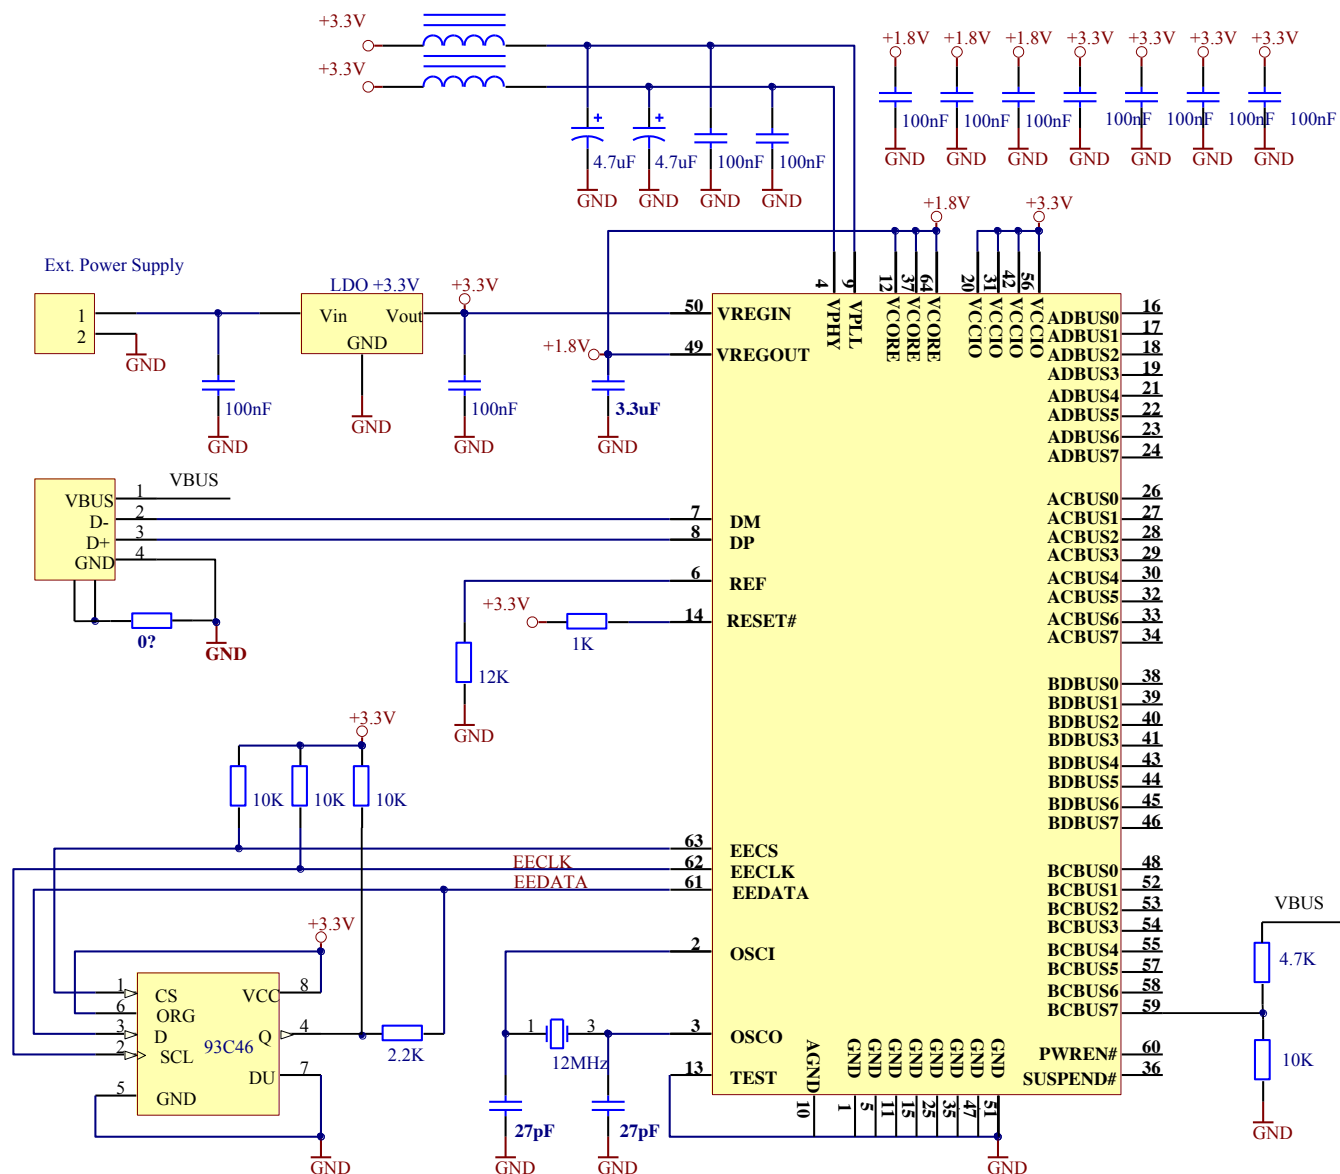 +3.3V
+3.3V
4.7uF 4.7uF 100nF 100nF
GND GND GND GND
+1.8V +1.8V +1.8V +3.3V +3.3V +3.3V +3.3V
100nF 100nF 100nF 100nF 100nF 100nF 100nF
GND GND GND GND GND GND GND
+1.8V +3.3V
4 9 12 37 64 20 31 42 56
VPHY VPLL VCORE VCORE VCORE VCCIO VCCIO VCCIO VCCIO
Ext. Power Supply
1
2
GND
100nF
GND
LDO +3.3V
Vin Vout
GND
GND
+3.3V
100nF
GND
+1.8V
3.3uF
GND
50 VREGIN
49 VREGOUT
VBUS 1 VBUS
D- 2
D+ 3
GND 4
0?
GND
7 DM
8 DP
6 REF
14 RESET#
+3.3V
1K
12K
GND
+3.3V
10K 10K 10K
63 EECS
EECLK 62 EECLK
EEDATA 61 EEDATA
+3.3V
1 CS VCC 8
6 ORG
3 D Q 4
2 SCL 93C46
DU 7
5 GND
2.2K
GND
2 OSCI
1 3
12MHz
3 OSCO
13 TEST
27pF 27pF
GND GND
AGND GND GND GND GND GND GND GND GND
10 1 5 11 15 25 35 47 51
GND
ADBUS0 16
ADBUS1 17
ADBUS2 18
ADBUS3 19
ADBUS4 21
ADBUS5 22
ADBUS6 23
ADBUS7 24
ACBUS0 26
ACBUS1 27
ACBUS2 28
ACBUS3 29
ACBUS4 30
ACBUS5 32
ACBUS6 33
ACBUS7 34
BDBUS0 38
BDBUS1 39
BDBUS2 40
BDBUS3 41
BDBUS4 43
BDBUS5 44
BDBUS6 45
BDBUS7 46
BCBUS0 48
BCBUS1 52
BCBUS2 53
BCBUS3 54
BCBUS4 55
BCBUS5 57
BCBUS6 58
BCBUS7 59
PWREN# 60
SUSPEND# 36
VBUS
4.7K
10K
GND